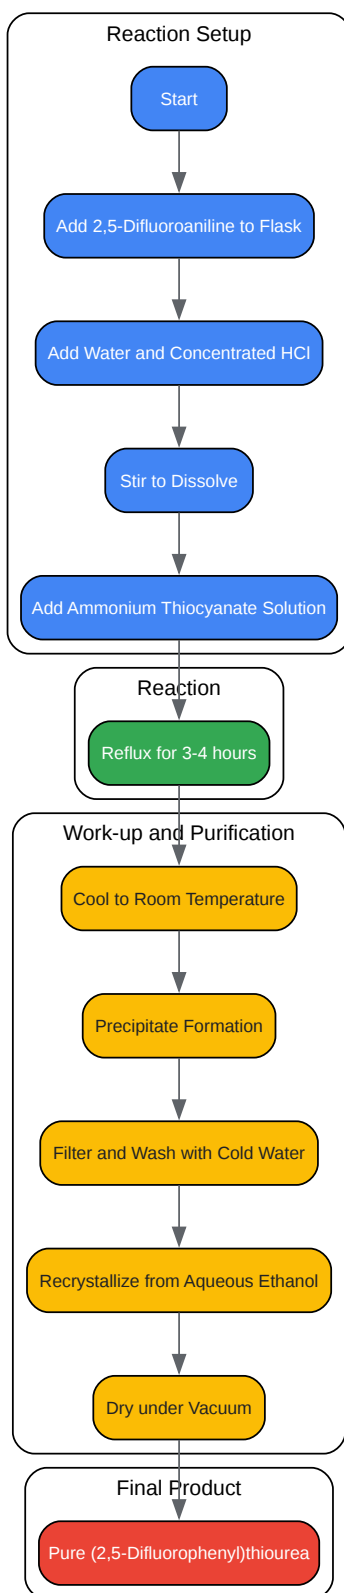 Reaction Setup
Start
Add 2,5-Difluoroaniline to Flask
Add Water and Concentrated HCl
Stir to Dissolve
Add Ammonium Thiocyanate Solution
Reaction
Reflux for 3-4 hours
Work-up and Purification
Cool to Room Temperature
Precipitate Formation
Filter and Wash with Cold Water
Recrystallize from Aqueous Ethanol
Dry under Vacuum
Final Product
Pure (2,5-Difluorophenyl)thiourea